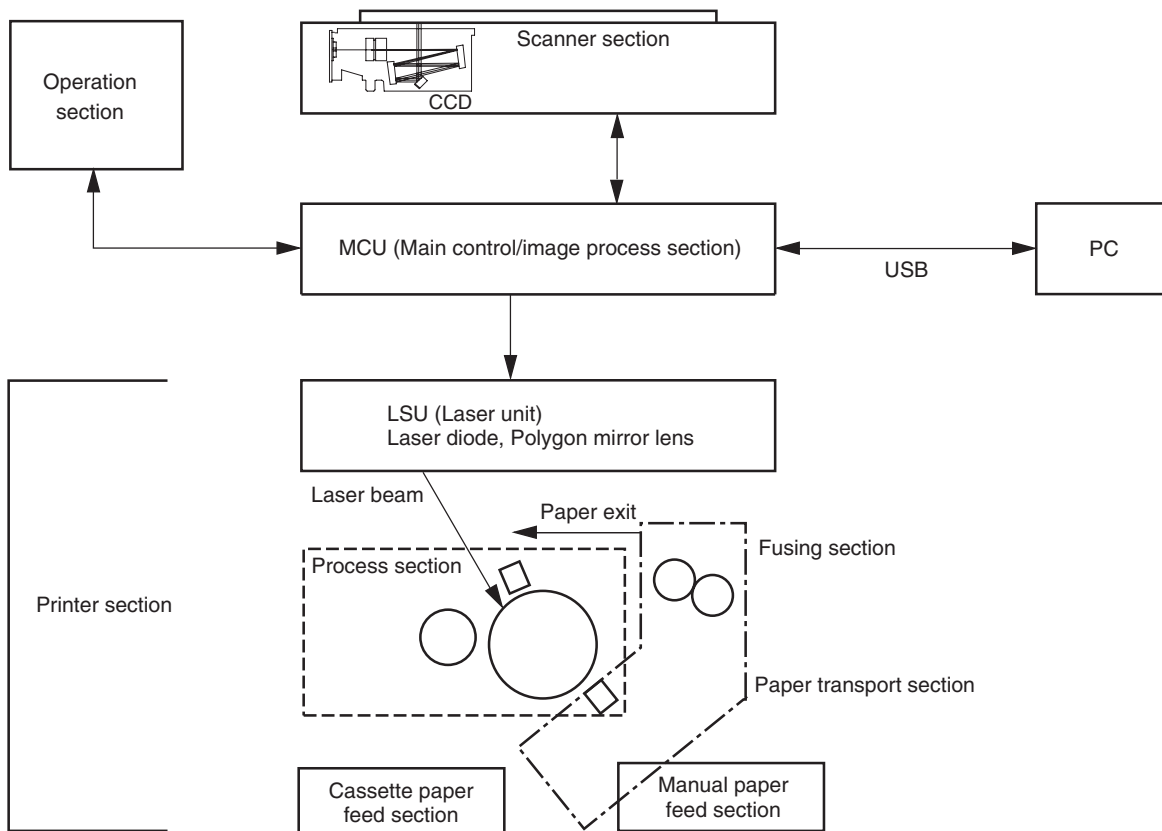 Scanner section
Operation
section
CCD
MCU (Main control/image process section)
PC
USB
LSU (Laser unit)
Laser diode, Polygon mirror lens
Laser beam
Paper exit
Fusing section
Process section
Printer section
Paper transport section
Cassette paper
feed section
Manual paper
feed section